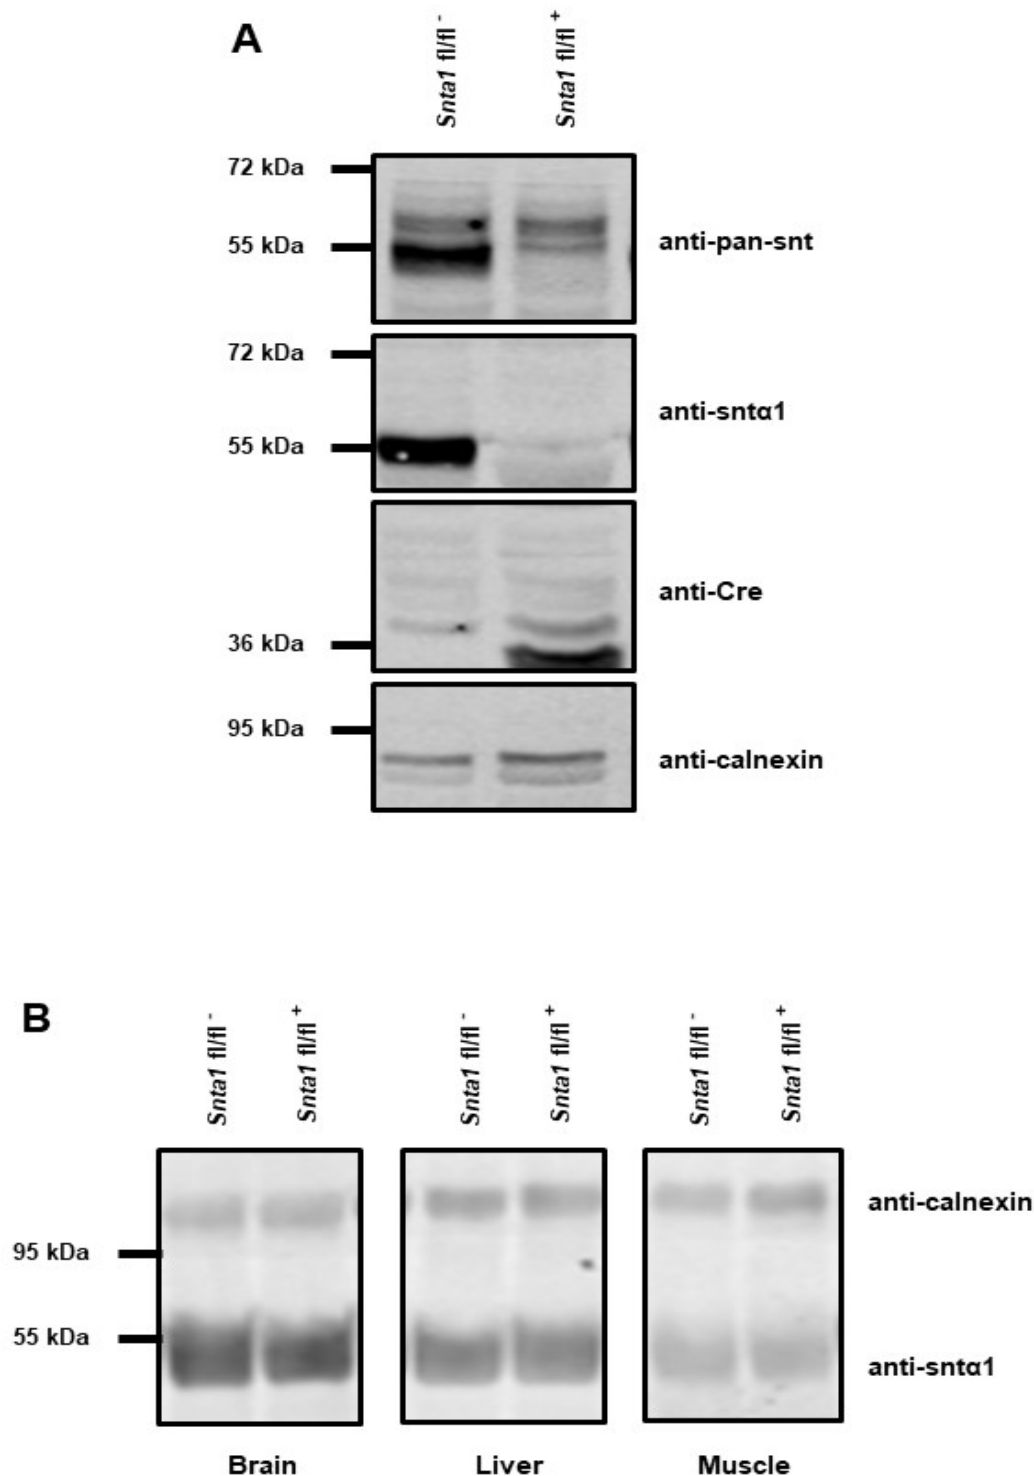 A
Snta1 fl/fl - Snta1 fl/fl +
72 kDa
55 kDa
anti-pan-snt
72 kDa
55 kDa
anti-sntα1
36 kDa
anti-Cre
95 kDa
anti-calnexin
B
Snta1 fl/fl - Snta1 fl/fl + Snta1 fl/fl - Snta1 fl/fl + Snta1 fl/fl - Snta1 fl/fl +
anti-calnexin
95 kDa
55 kDa
anti-sntα1
Brain Liver Muscle